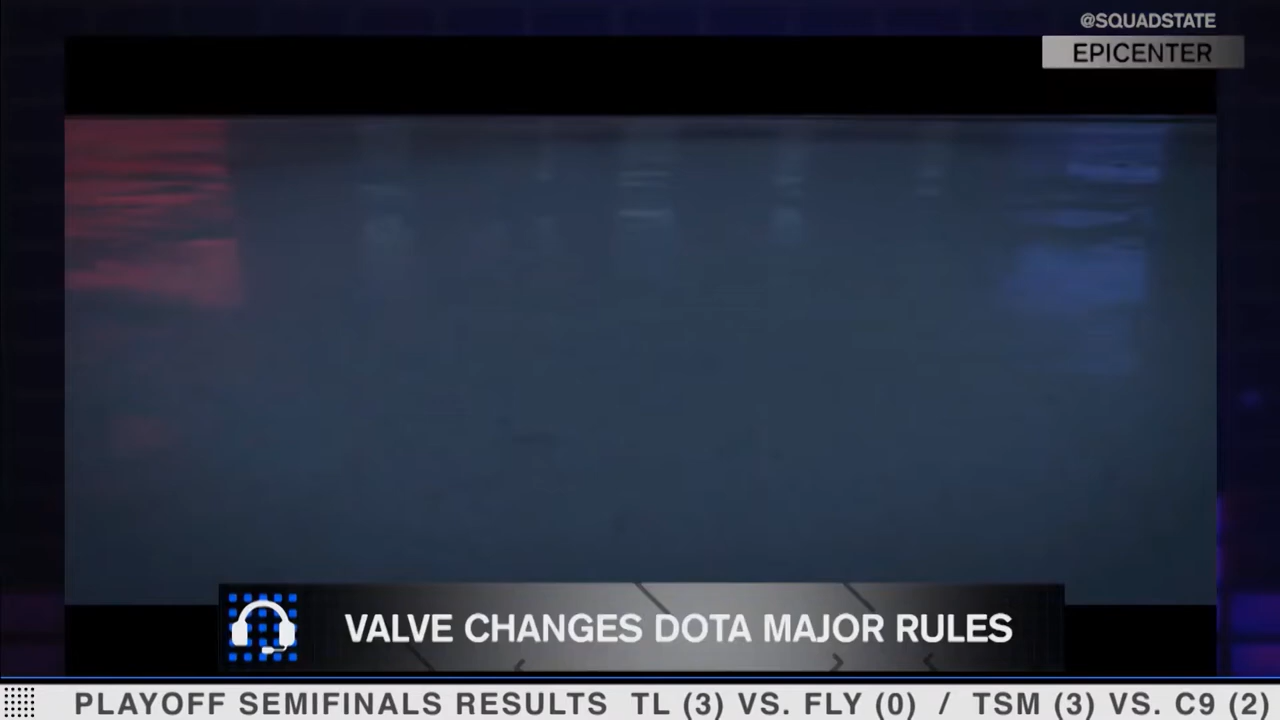 @SQUADSTATE
EPICENTER
VALVE CHANGES DOTA MAJOR RULES
PLAYOFF SEMIFINALS RESULTS TL (3) VS. FLY (0) / TSM (3) VS. C9 (2)